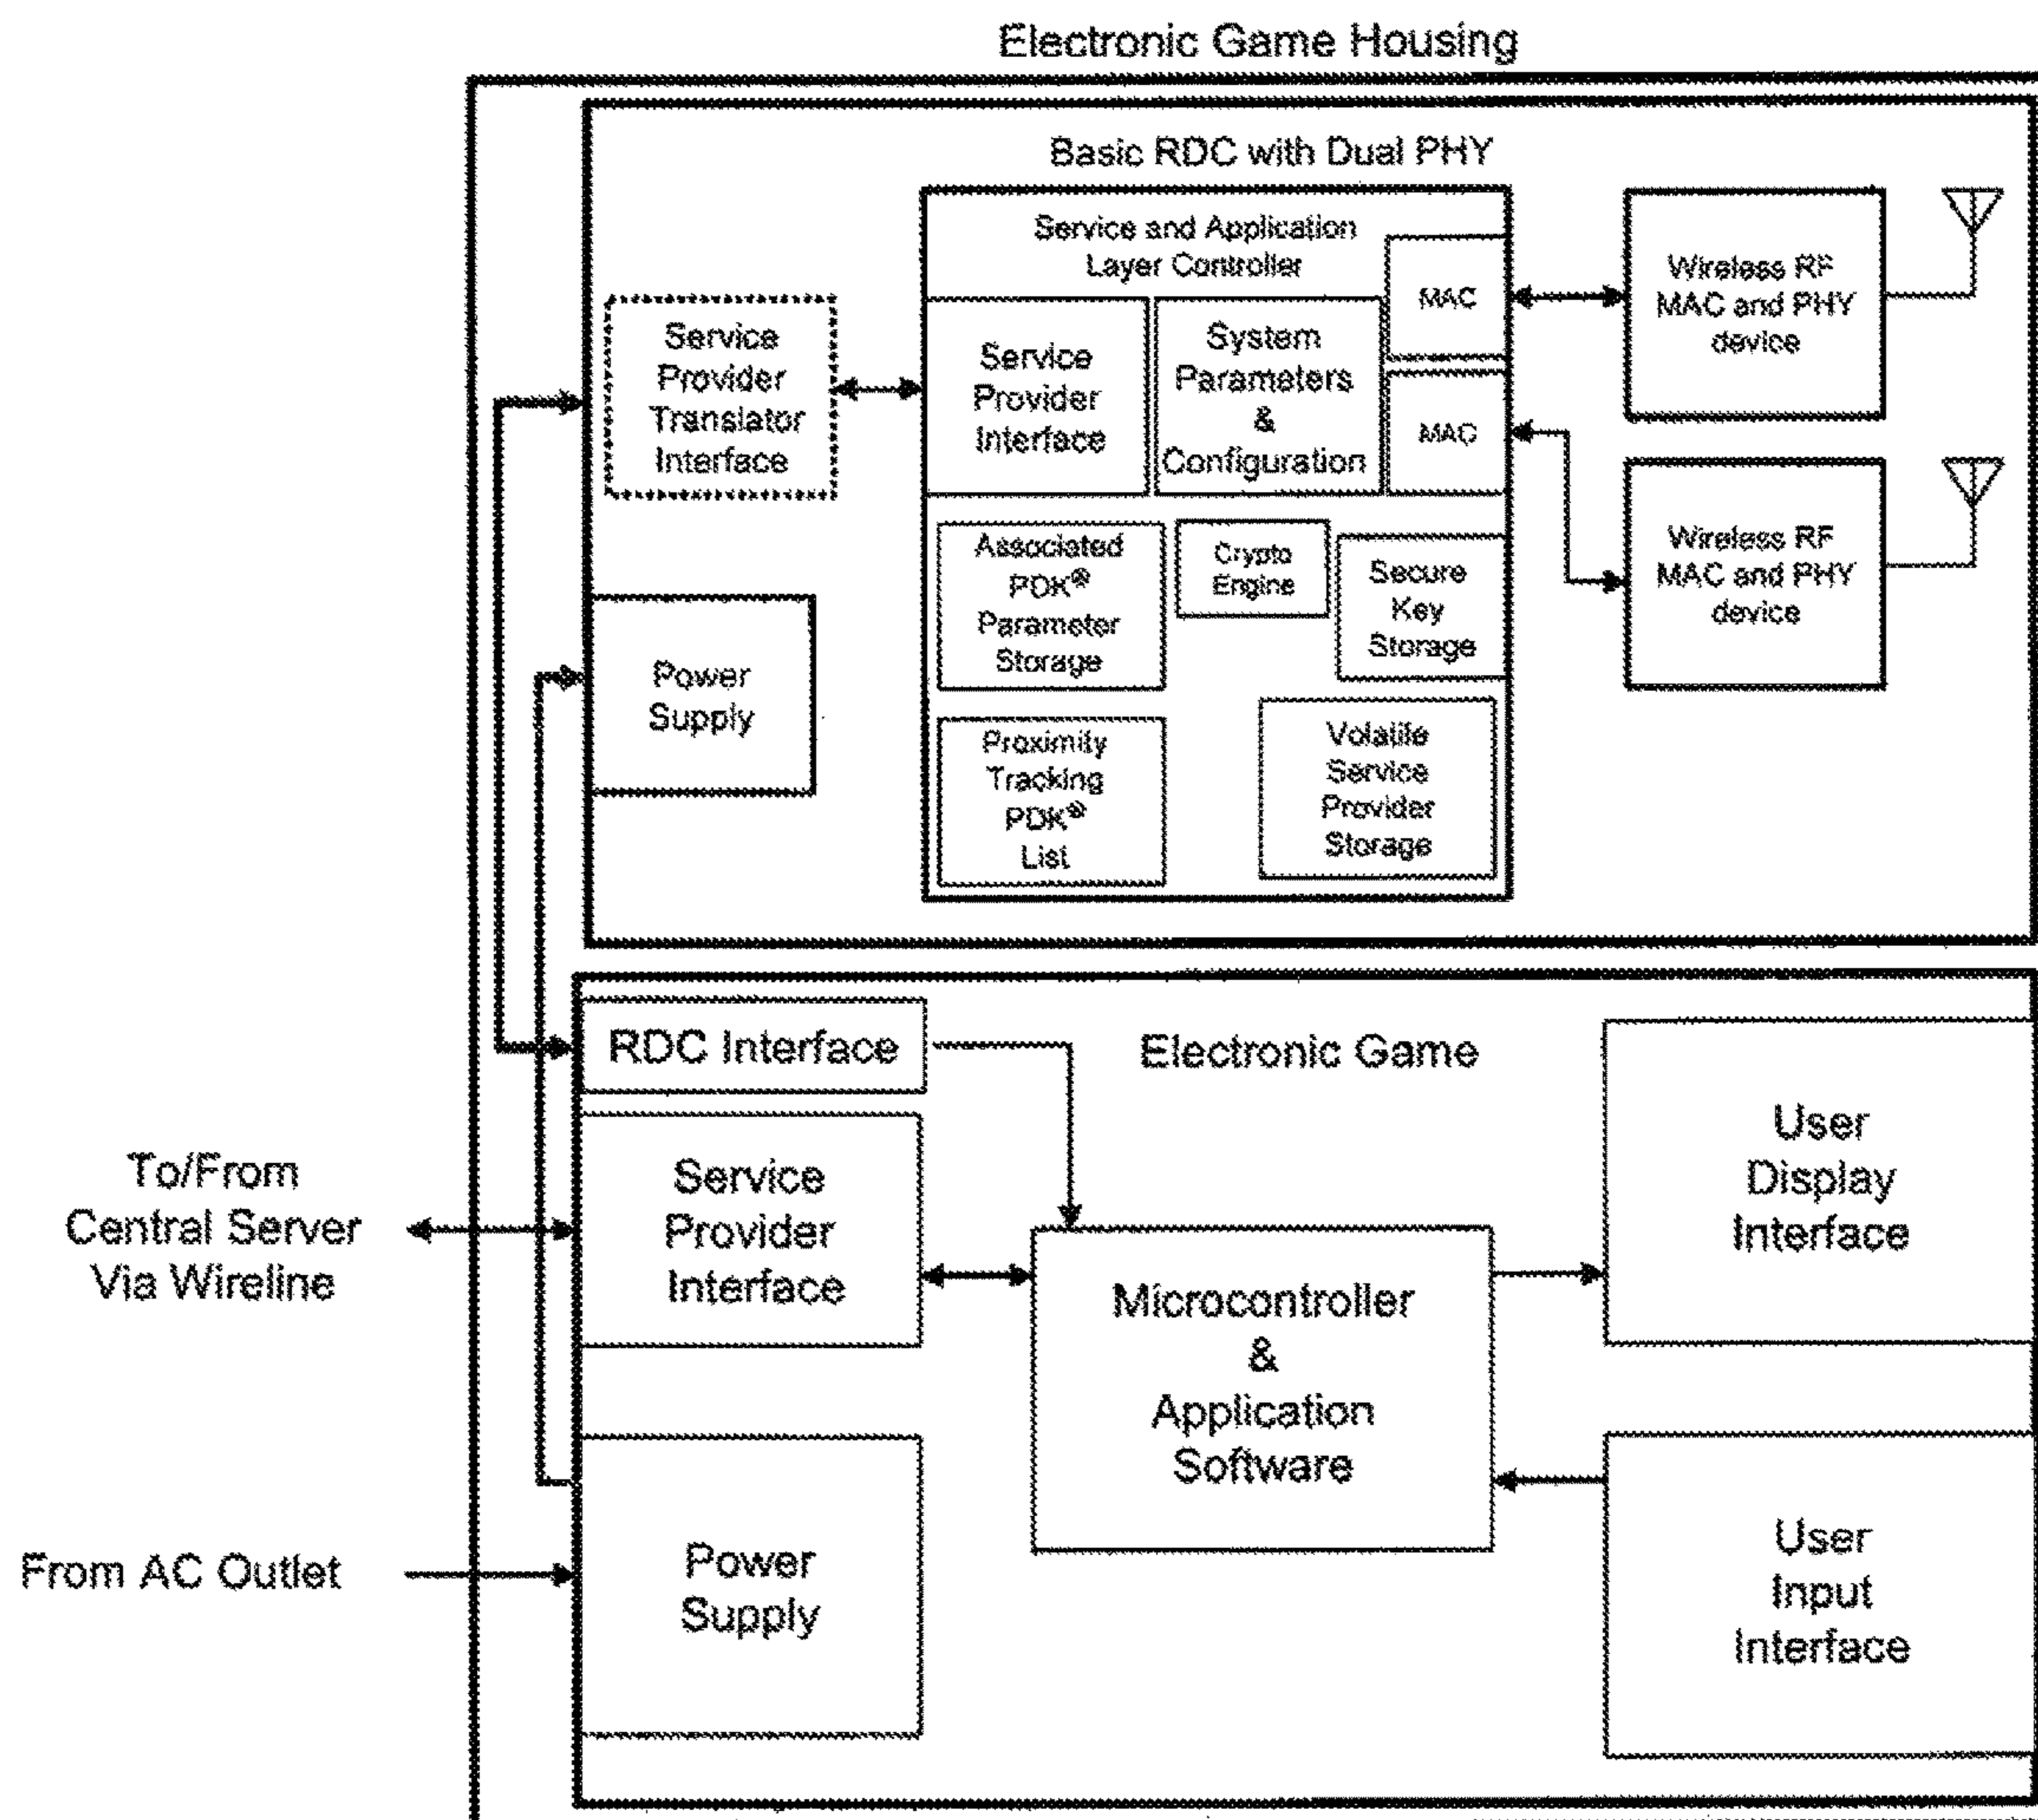 Electronic Game Housing
Basic RDC with Dual PHY
Service and Application
Layer Controller
Service
Provider
Translator
Interface
Service
Provider
Interface
System
Parameters
&
Configuration
MAC
MAC
Wireless RF
MAC and PHY
device
Wireless RF
MAC and PHY
device
Associated
PDK®
Parameter
Storage
Crypto
Engine
Secure
Key
Storage
Power
Supply
Proximity
Tracking
PDK®
List
Volatile
Service
Provider
Storage
RDC Interface
Electronic Game
User
Display
Interface
To/From
Central Server
Via Wireline
Service
Provider
Interface
Microcontroller
&
Application
Software
From AC Outlet
Power
Supply
User
Input
Interface